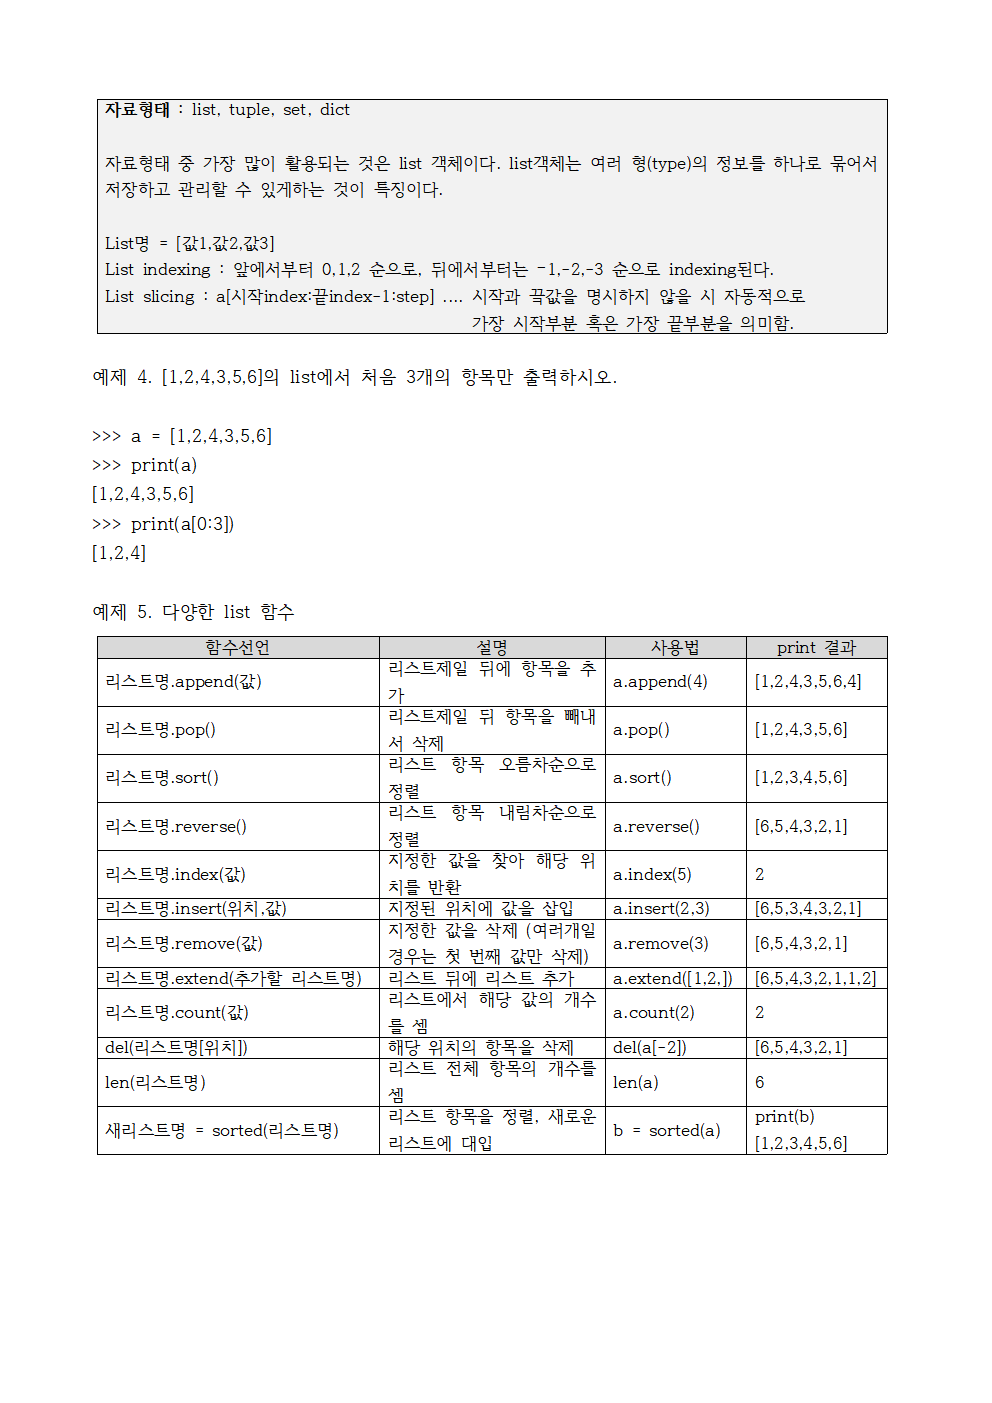 자료형태 : list, tuple, set, dict
자료형태 중 가장 많이 활용되는 것은 list 객체이다. list객체는 여러 형(type)의 정보를 하나로 묶어서
저장하고 관리할 수 있게하는 것이 특징이다.
List명 = [값1,값2,값3]
List indexing : 앞에서부터 0,1,2 순으로, 뒤에서부터는 -1,-2,-3 순으로 indexing된다.
List slicing : a[시작index:끝index-1:step] .... 시작과 끝값을 명시하지 않을 시 자동적으로
가장 시작부분 혹은 가장 끝부분을 의미함.
예제 4. [1,2,4,3,5,6]의 list에서 처음 3개의 항목만 출력하시오.
>>> a = [1,2,4,3,5,6]
>>> print(a)
[1,2,4,3,5,6]
>>> print(a[0:3])
[1,2,4]
예제 5. 다양한 list 함수
함수선언 설명 사용법 print 결과
리스트명.append(값) 리스트제일 뒤에 항목을 추
가 a.append(4) [1,2,4,3,5,6,4]
리스트명.pop() 리스트제일 뒤 항목을 빼내
서 삭제 a.pop() [1,2,4,3,5,6]
리스트명.sort() 리스트 항목 오름차순으로
정렬 a.sort() [1,2,3,4,5,6]
리스트명.reverse() 리스트 항목 내림차순으로
정렬 a.reverse() [6,5,4,3,2,1]
리스트명.index(값) 지정한 값을 찾아 해당 위
치를 반환 a.index(5) 2
리스트명.insert(위치,값) 지정된 위치에 값을 삽입 a.insert(2,3) [6,5,3,4,3,2,1]
리스트명.remove(값) 지정한 값을 삭제 (여러개일
경우는 첫 번째 값만 삭제) a.remove(3) [6,5,4,3,2,1]
리스트명.extend(추가할 리스트명) 리스트 뒤에 리스트 추가 a.extend([1,2,]) [6,5,4,3,2,1,1,2]
리스트명.count(값) 리스트에서 해당 값의 개수
를 셈 a.count(2) 2
del(리스트명[위치]) 해당 위치의 항목을 삭제 del(a[-2]) [6,5,4,3,2,1]
len(리스트명) 리스트 전체 항목의 개수를
셈 len(a) 6
새리스트명 = sorted(리스트명) 리스트 항목을 정렬, 새로운
리스트에 대입 b = sorted(a) print(b)
[1,2,3,4,5,6]